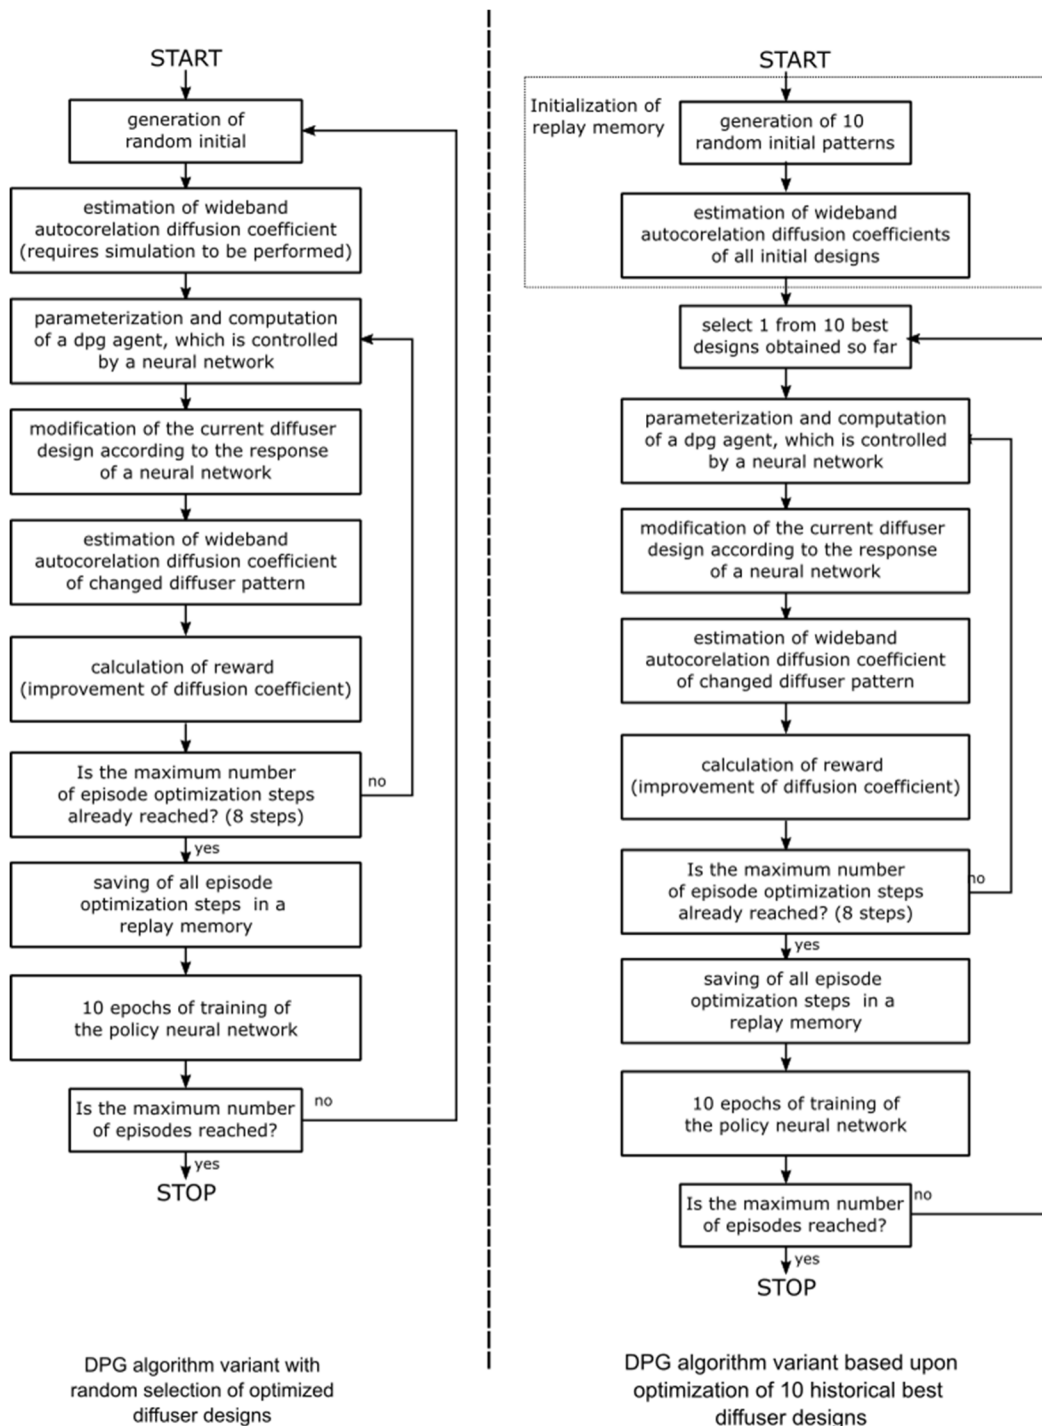 START
generation of
random initial
estimation of wideband
autocorelation diffusion coefficient
(requires simulation to be performed)
parameterization and computation
of a dpg agent, which is controlled
by a neural network
modification of the current diffuser
design according to the response
of a neural network
estimation of wideband
autocorelation diffusion coefficient
of changed diffuser pattern
calculation of reward
(improvement of diffusion coefficient)
Is the maximum number
of episode optimization steps
already reached? (8 steps)
no
yes
saving of all episode
optimization steps in a
replay memory
10 epochs of training of
the policy neural network
Is the maximum number
of episodes reached?
no
yes
STOP
DPG algorithm variant with
random selection of optimized
diffuser designs
START
Initialization of
replay memory
generation of 10
random initial patterns
estimation of wideband
autocorelation diffusion coefficients
of all initial designs
select 1 from 10 best
designs obtained so far
parameterization and computation
of a dpg agent, which is controlled
by a neural network
modification of the current diffuser
design according to the response
of a neural network
estimation of wideband
autocorelation diffusion coefficient
of changed diffuser pattern
calculation of reward
(improvement of diffusion coefficient)
Is the maximum number
of episode optimization steps
already reached? (8 steps)
no
yes
saving of all episode
optimization steps in a
replay memory
10 epochs of training of
the policy neural network
Is the maximum number
of episodes reached?
no
yes
STOP
DPG algorithm variant based upon
optimization of 10 historical best
diffuser designs